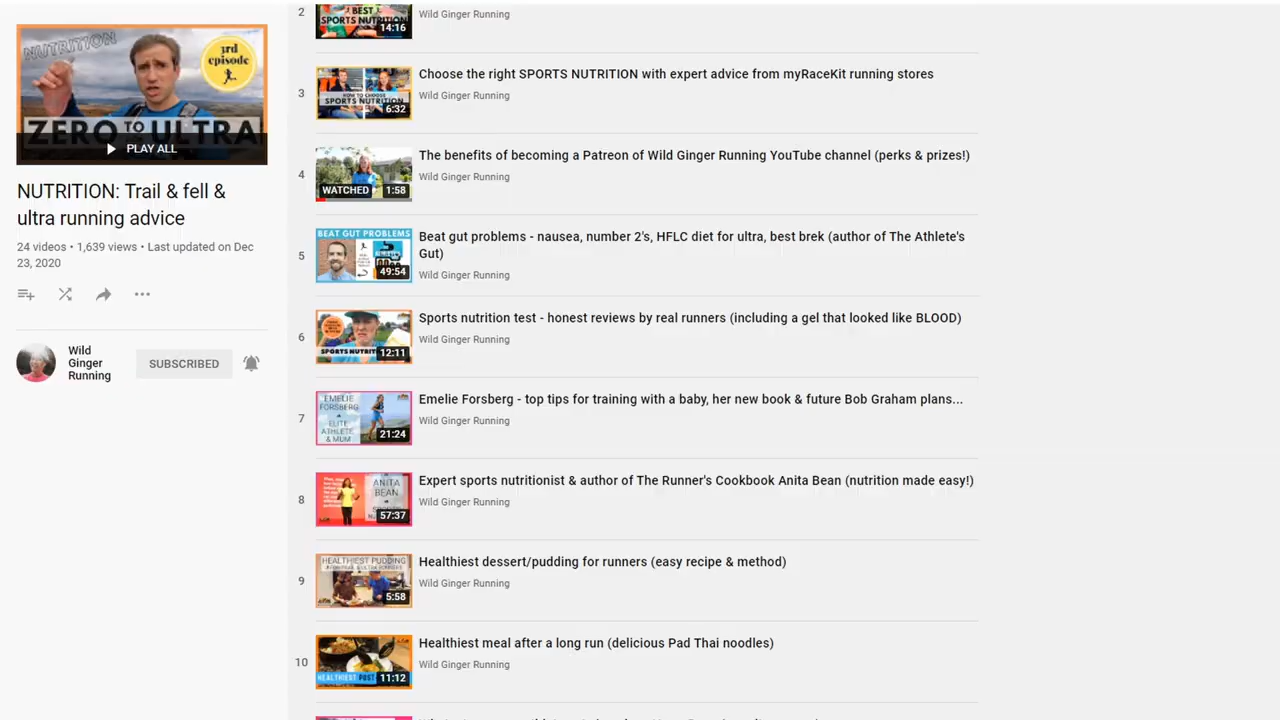 NUTRITION
3rd
episode
ZERO TO ULTRA
PLAY ALL
NUTRITION: Trail & fell &
ultra running advice
24 videos • 1,639 views • Last updated on Dec
23, 2020
Wild
Ginger
Running
SUBSCRIBED
2
BEST
SPORTS NUTRITION
14:16
Wild Ginger Running
3
HOW TO CHOOSE
SPORTS NUTRITION
6:32
Choose the right SPORTS NUTRITION with expert advice from myRaceKit running stores
Wild Ginger Running
4
WATCHED
1:58
The benefits of becoming a Patreon of Wild Ginger Running YouTube channel (perks & prizes!)
Wild Ginger Running
5
BEAT GUT PROBLEMS
49:54
Beat gut problems - nausea, number 2's, HFLC diet for ultra, best brek (author of The Athlete's
Gut)
Wild Ginger Running
6
SPORTS NUTRIT
12:11
Sports nutrition test - honest reviews by real runners (including a gel that looked like BLOOD)
Wild Ginger Running
7
EMELIE
FORSBERG
ELITE
ATHLETE
& MUM
21:24
Emelie Forsberg - top tips for training with a baby, her new book & future Bob Graham plans...
Wild Ginger Running
8
ANITA
BEAN
57:37
Expert sports nutritionist & author of The Runner's Cookbook Anita Bean (nutrition made easy!)
Wild Ginger Running
9
HEALTHIEST PUDDING
5:58
Healthiest dessert/pudding for runners (easy recipe & method)
Wild Ginger Running
10
HEALTHIEST POST
11:12
Healthiest meal after a long run (delicious Pad Thai noodles)
Wild Ginger Running